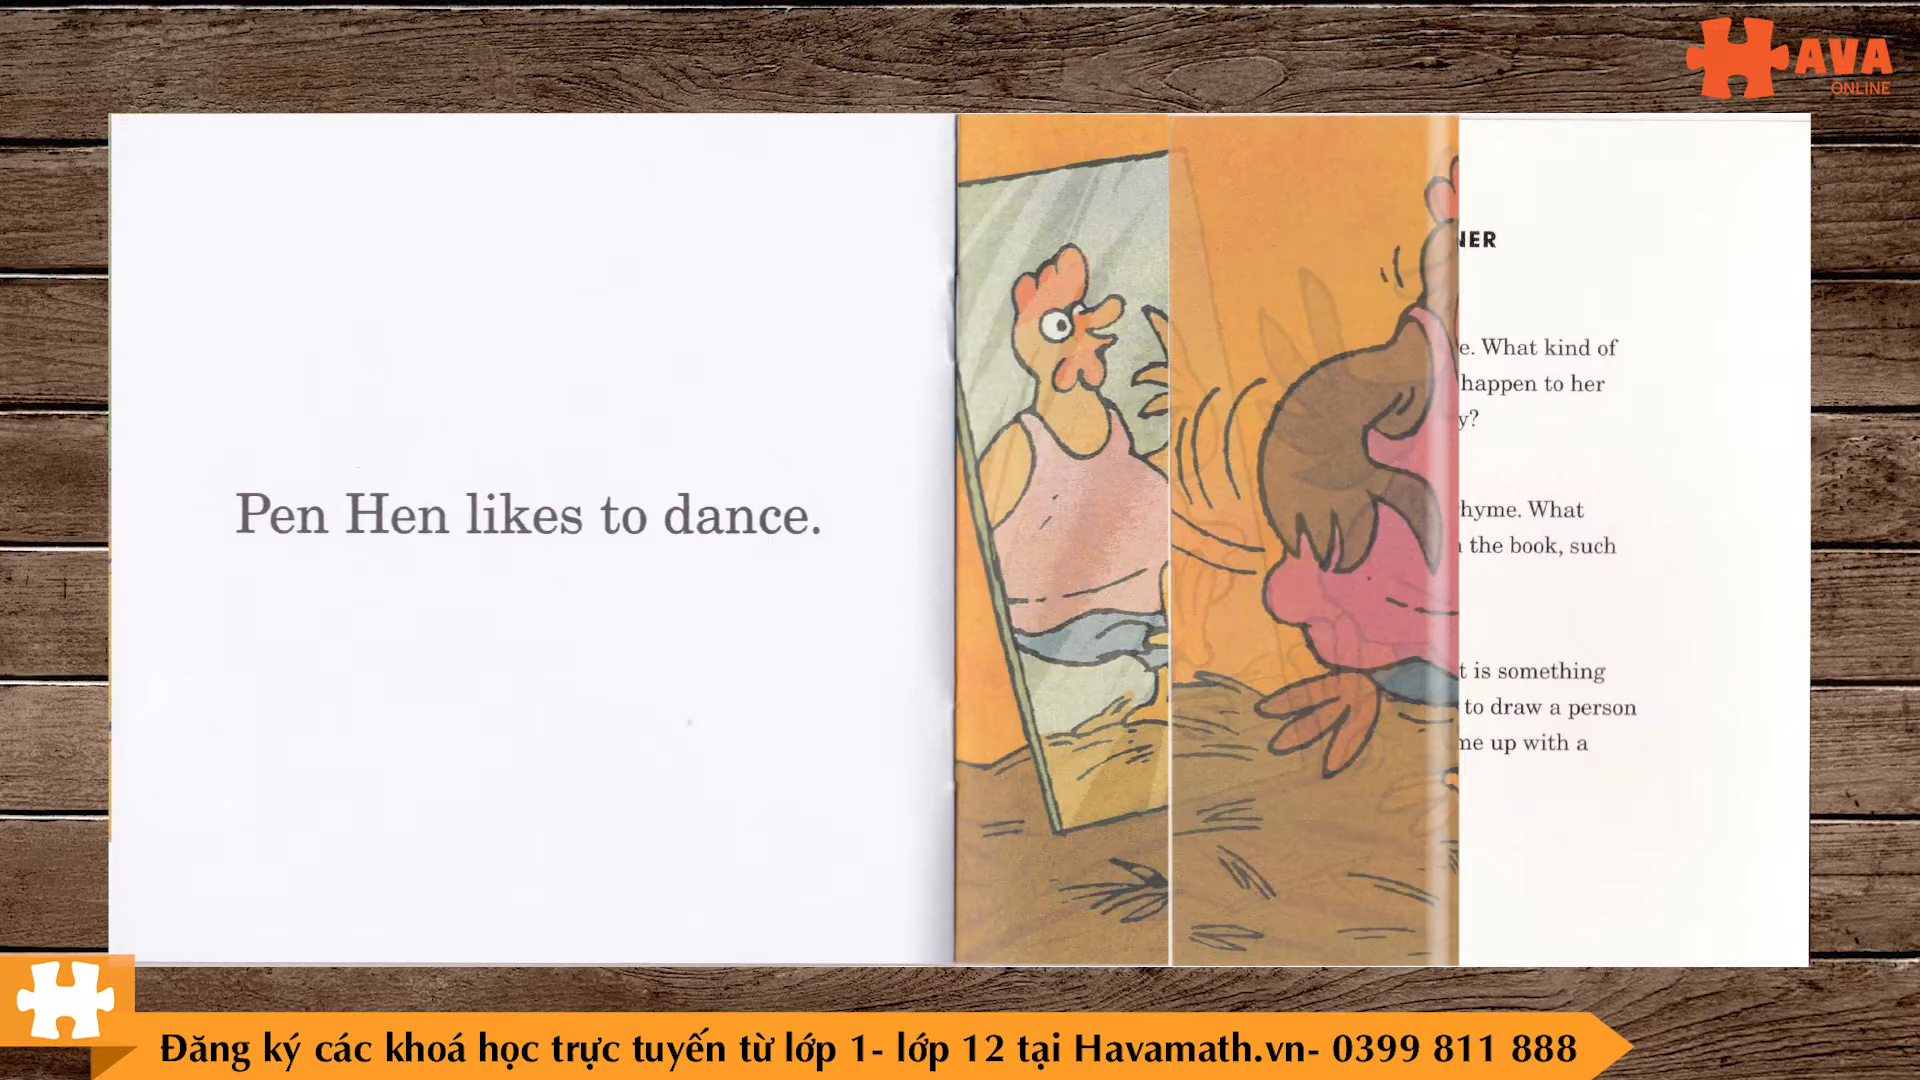 HAVA
ONLINE
Pen Hen likes to dance.
e. What kind of
happen to her
y?
hyme. What
the book, such
t is something
to draw a person
me up with a
Đăng ký các khoá học trực tuyến từ lớp 1- lớp 12 tại Havamath.vn- 0399 811 888